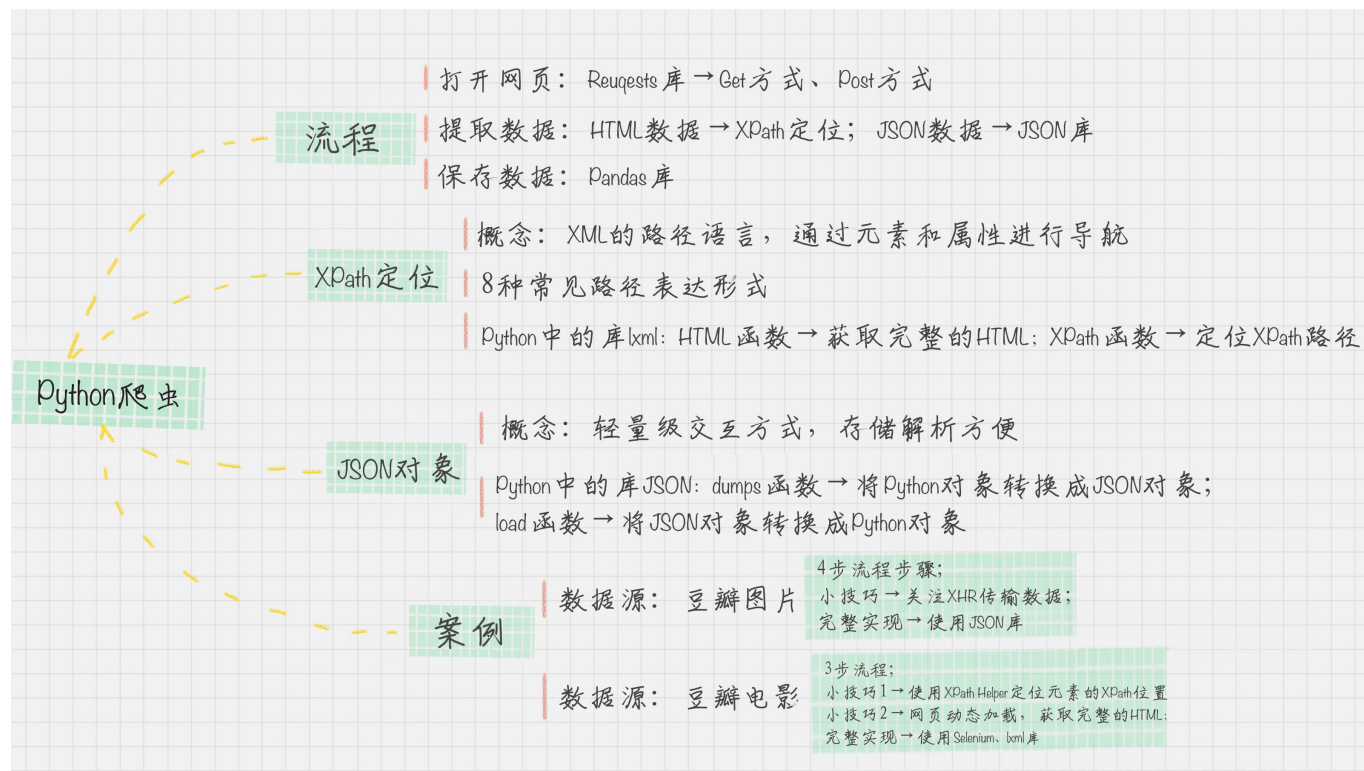 Python爬虫
流程
打开网页： Reuqests库→Get方式、Post方式
提取数据： HTML数据→XPath定位； JSON数据→JSON库
保存数据： Pandas库
XPath定位
概念： XML的路径语言，通过元素和属性进行导航
8种常见路径表达形式
Python中的库lxml: HTML函数→获取完整的HTML; XPath函数→定位XPath路径
JSON对象
概念： 轻量级交互方式，存储解析方便
Python中的库JSON: dumps函数→将Python对象转换成JSON对象；
load函数→将JSON对象转换成Python对象
案例
数据源： 豆瓣图片
4步流程步骤；
小技巧→关注XHR传输数据；
完整实现→使用JSON库
数据源： 豆瓣电影
3步流程；
小技巧1→使用XPath Helper定位元素的XPath位置
小技巧2→网页动态加载，获取完整的HTML;
完整实现→使用Selenium、lxml库